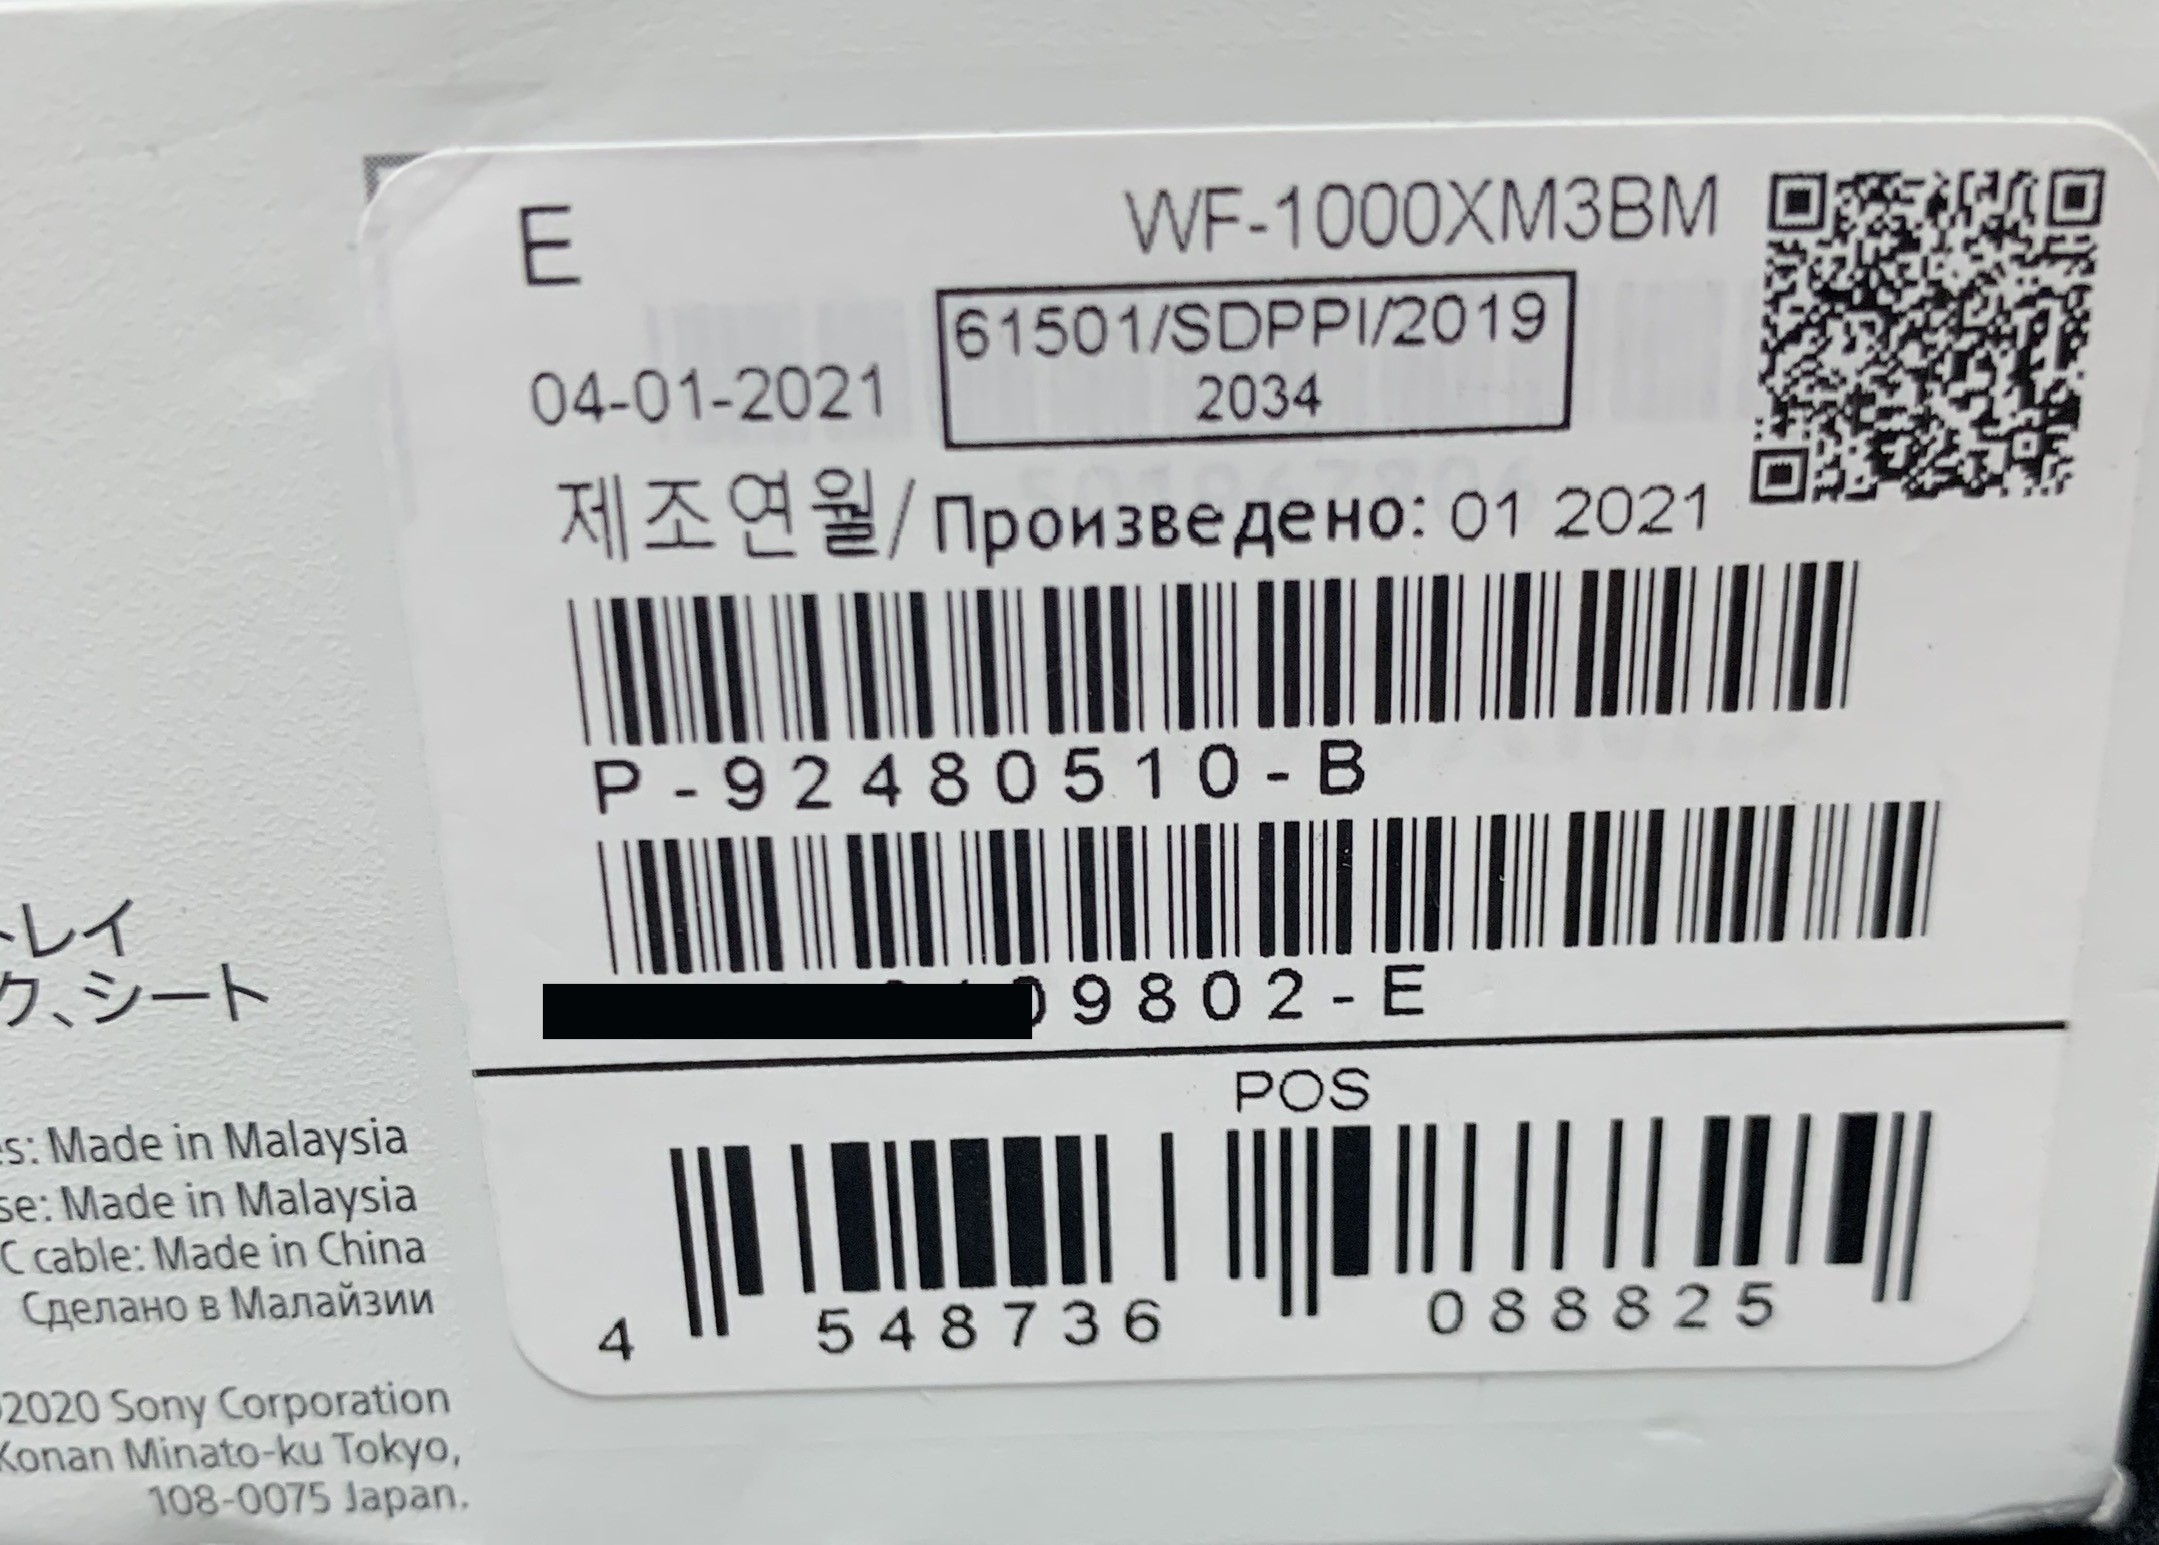 E
WF-1000XM3BM
61501/SDPPI/2019
2034
04-01-2021
제조연월/Произведено: 01 2021
P-92480510-B
9802-E
POS
4 548736 088825
トレイ
ク、シート
s: Made in Malaysia
se: Made in Malaysia
C cable: Made in China
Сделано в Малайзии
2020 Sony Corporation
Konan Minato-ku Tokyo,
108-0075 Japan.